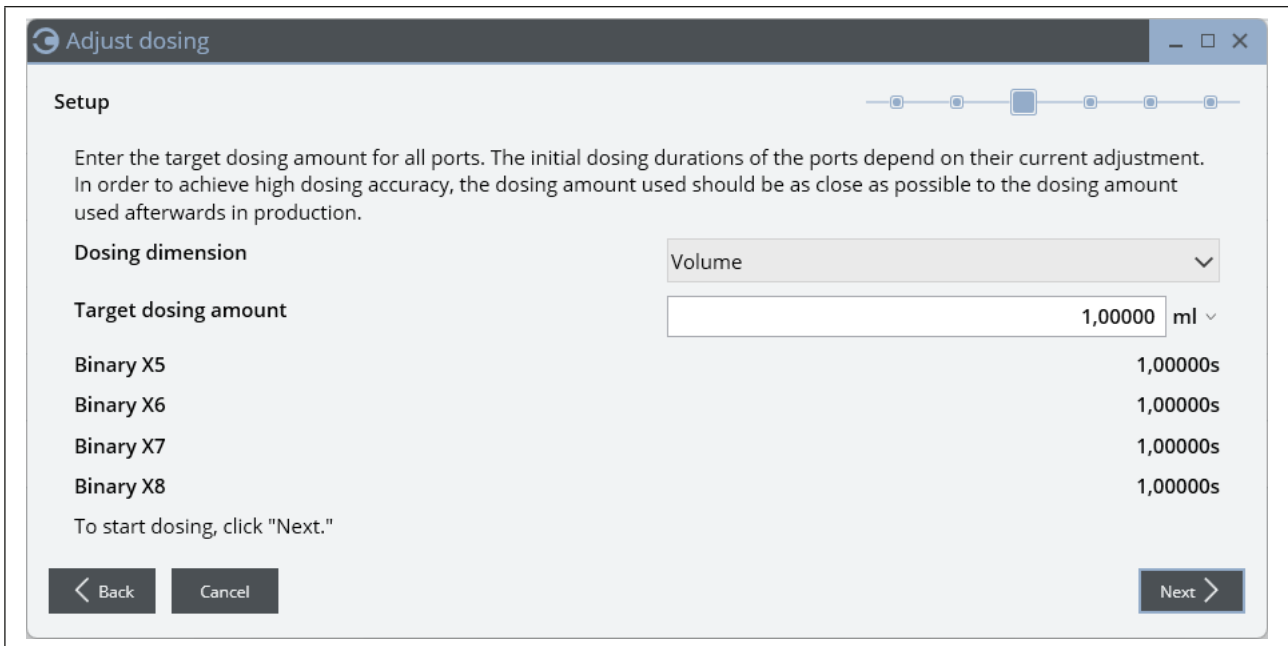 Adjust dosing
Setup
Enter the target dosing amount for all ports. The initial dosing durations of the ports depend on their current adjustment.
In order to achieve high dosing accuracy, the dosing amount used should be as close as possible to the dosing amount
used afterwards in production.
Dosing dimension Volume
Target dosing amount 1,00000 ml
Binary X5 1,00000s
Binary X6 1,00000s
Binary X7 1,00000s
Binary X8 1,00000s
To start dosing, click "Next."
Back Cancel Next